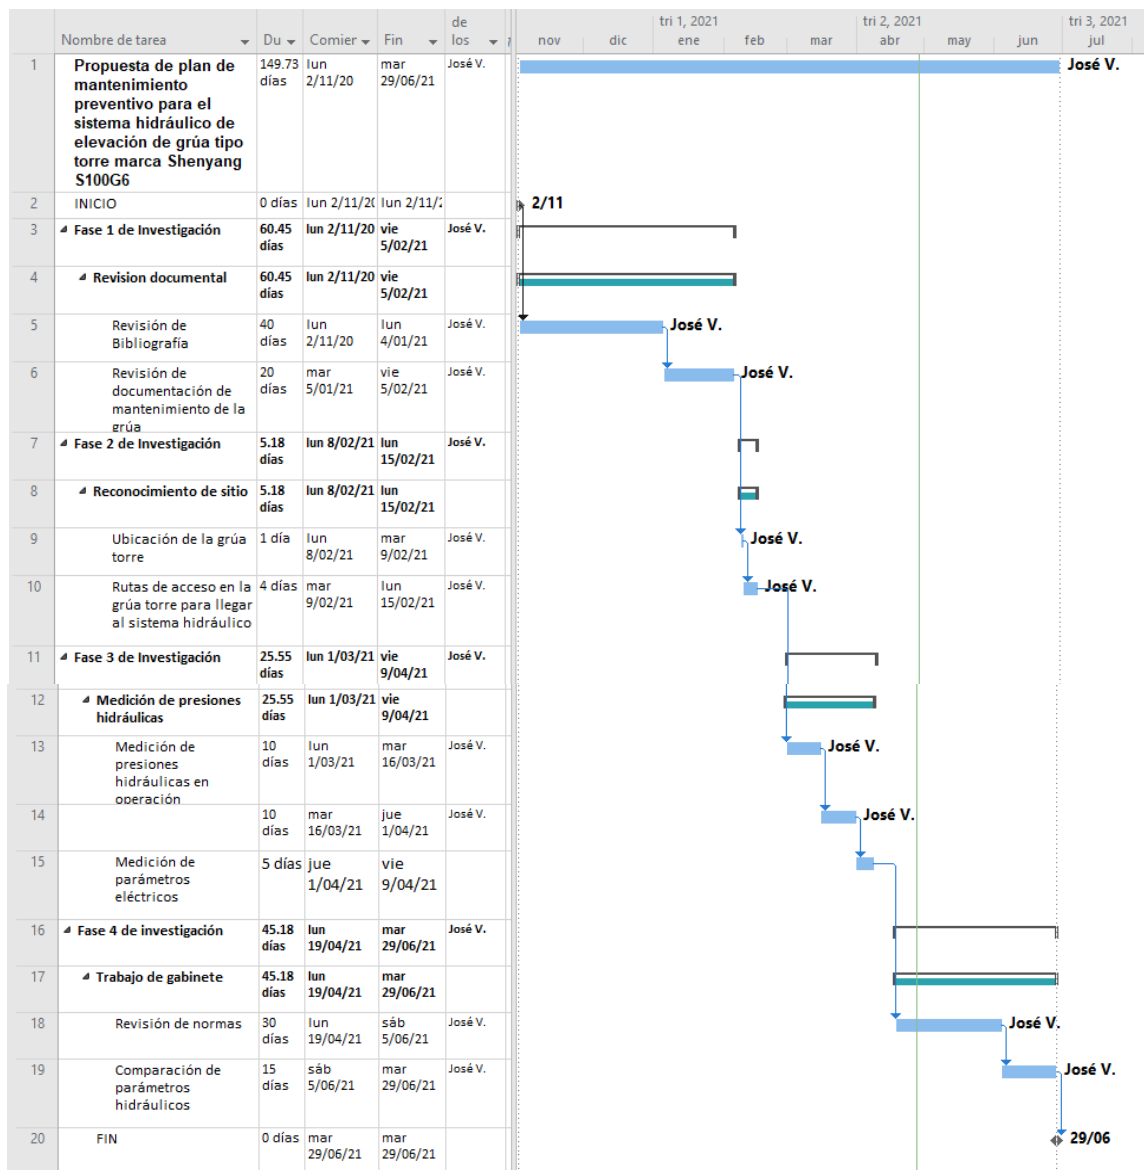 de
tri 1, 2021 tri 2, 2021 tri 3, 2021
Nombre de tarea Du Comier Fin los nov dic ene feb mar abr may jun jul
1 Propuesta de plan de 149.73 lun mar José V. José V.
mantenimiento días 2/11/20 29/06/21
preventivo para el
sistema hidráulico de
elevación de grúa tipo
torre marca Shenyang
S100G6
2 INICIO 0 días lun 2/11/20 lun 2/11/2 2/11
3 Fase 1 de Investigación 60.45 lun 2/11/20 vie José V.
días 5/02/21
4 Revision documental 60.45 lun 2/11/20 vie
días 5/02/21
5 Revisión de 40 lun lun José V. José V.
Bibliografía días 2/11/20 4/01/21
6 Revisión de 20 mar vie José V. José V.
documentación de días 5/01/21 5/02/21
mantenimiento de la
grúa
7 Fase 2 de Investigación 5.18 lun 8/02/21 lun José V.
días 15/02/21
8 Reconocimiento de sitio 5.18 lun 8/02/21 lun
días 15/02/21
9 Ubicación de la grúa 1 día lun mar José V. José V.
torre 8/02/21 9/02/21
10 Rutas de acceso en la 4 días mar lun José V. José V.
grúa torre para llegar 9/02/21 15/02/21
al sistema hidráulico
11 Fase 3 de Investigación 25.55 lun 1/03/21 vie José V.
días 9/04/21
12 Medición de presiones 25.55 lun 1/03/21 vie
hidráulicas días 9/04/21
13 Medición de 10 lun mar José V. José V.
presiones días 1/03/21 16/03/21
hidráulicas en
operación
14 10 mar jue José V. José V.
días 16/03/21 1/04/21
15 Medición de 5 días jue vie
parámetros 1/04/21 9/04/21
eléctricos
16 Fase 4 de investigación 45.18 lun mar José V.
días 19/04/21 29/06/21
17 Trabajo de gabinete 45.18 lun mar
días 19/04/21 29/06/21
18 Revisión de normas 30 lun sáb José V. José V.
días 19/04/21 5/06/21
19 Comparación de 15 sáb mar José V. José V.
parámetros días 5/06/21 29/06/21
hidráulicos
20 FIN 0 días mar mar 29/06
29/06/21 29/06/21